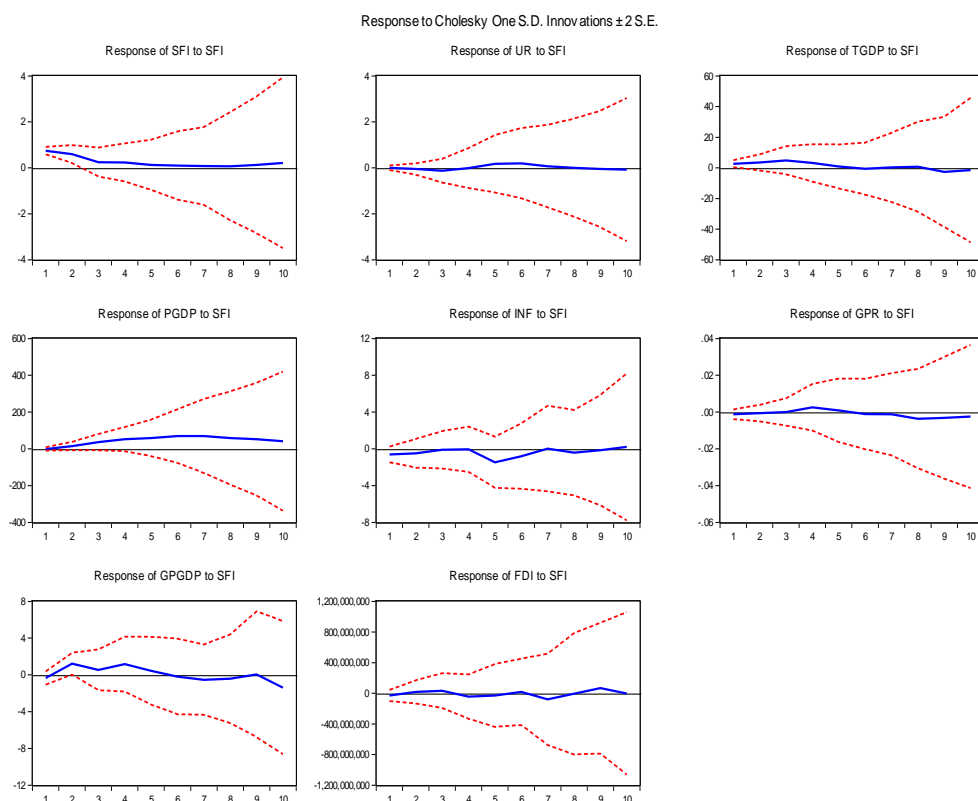 Response to Cholesky One S.D. Innovations ± 2 S.E.
Response of SFI to SFI
4
2
0
-2
-4
1 2 3 4 5 6 7 8 9 10
Response of UR to SFI
4
2
0
-2
-4
1 2 3 4 5 6 7 8 9 10
Response of TGDP to SFI
60
40
20
0
-20
-40
-60
1 2 3 4 5 6 7 8 9 10
Response of PGDP to SFI
600
400
200
0
-200
-400
1 2 3 4 5 6 7 8 9 10
Response of INF to SFI
12
8
4
0
-4
-8
1 2 3 4 5 6 7 8 9 10
Response of GPR to SFI
.04
.02
.00
-.02
-.04
-.06
1 2 3 4 5 6 7 8 9 10
Response of GPGDP to SFI
8
4
0
-4
-8
-12
1 2 3 4 5 6 7 8 9 10
Response of FDI to SFI
1,200,000,000
800,000,000
400,000,000
0
-400,000,000
-800,000,000
-1,200,000,000
1 2 3 4 5 6 7 8 9 10